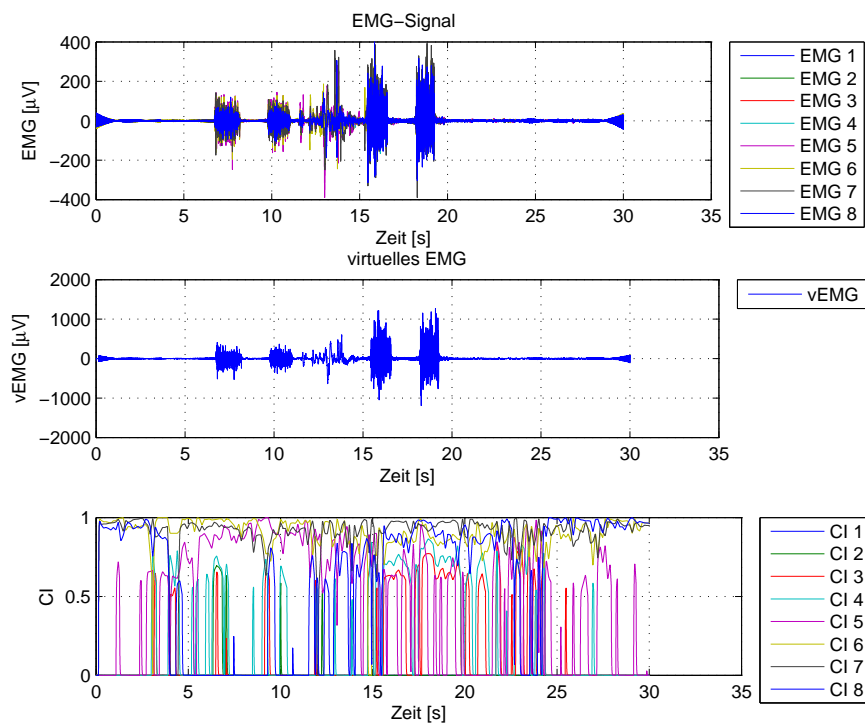 EMG−Signal
400
200
0
−200
−400
EMG [µV]
0 5 10 15 20 25 30 35
Zeit [s]
EMG 1
EMG 2
EMG 3
EMG 4
EMG 5
EMG 6
EMG 7
EMG 8
virtuelles EMG
2000
1000
0
−1000
−2000
vEMG [µV]
0 5 10 15 20 25 30 35
Zeit [s]
vEMG
1
0.5
0
CI
0 5 10 15 20 25 30 35
Zeit [s]
CI 1
CI 2
CI 3
CI 4
CI 5
CI 6
CI 7
CI 8